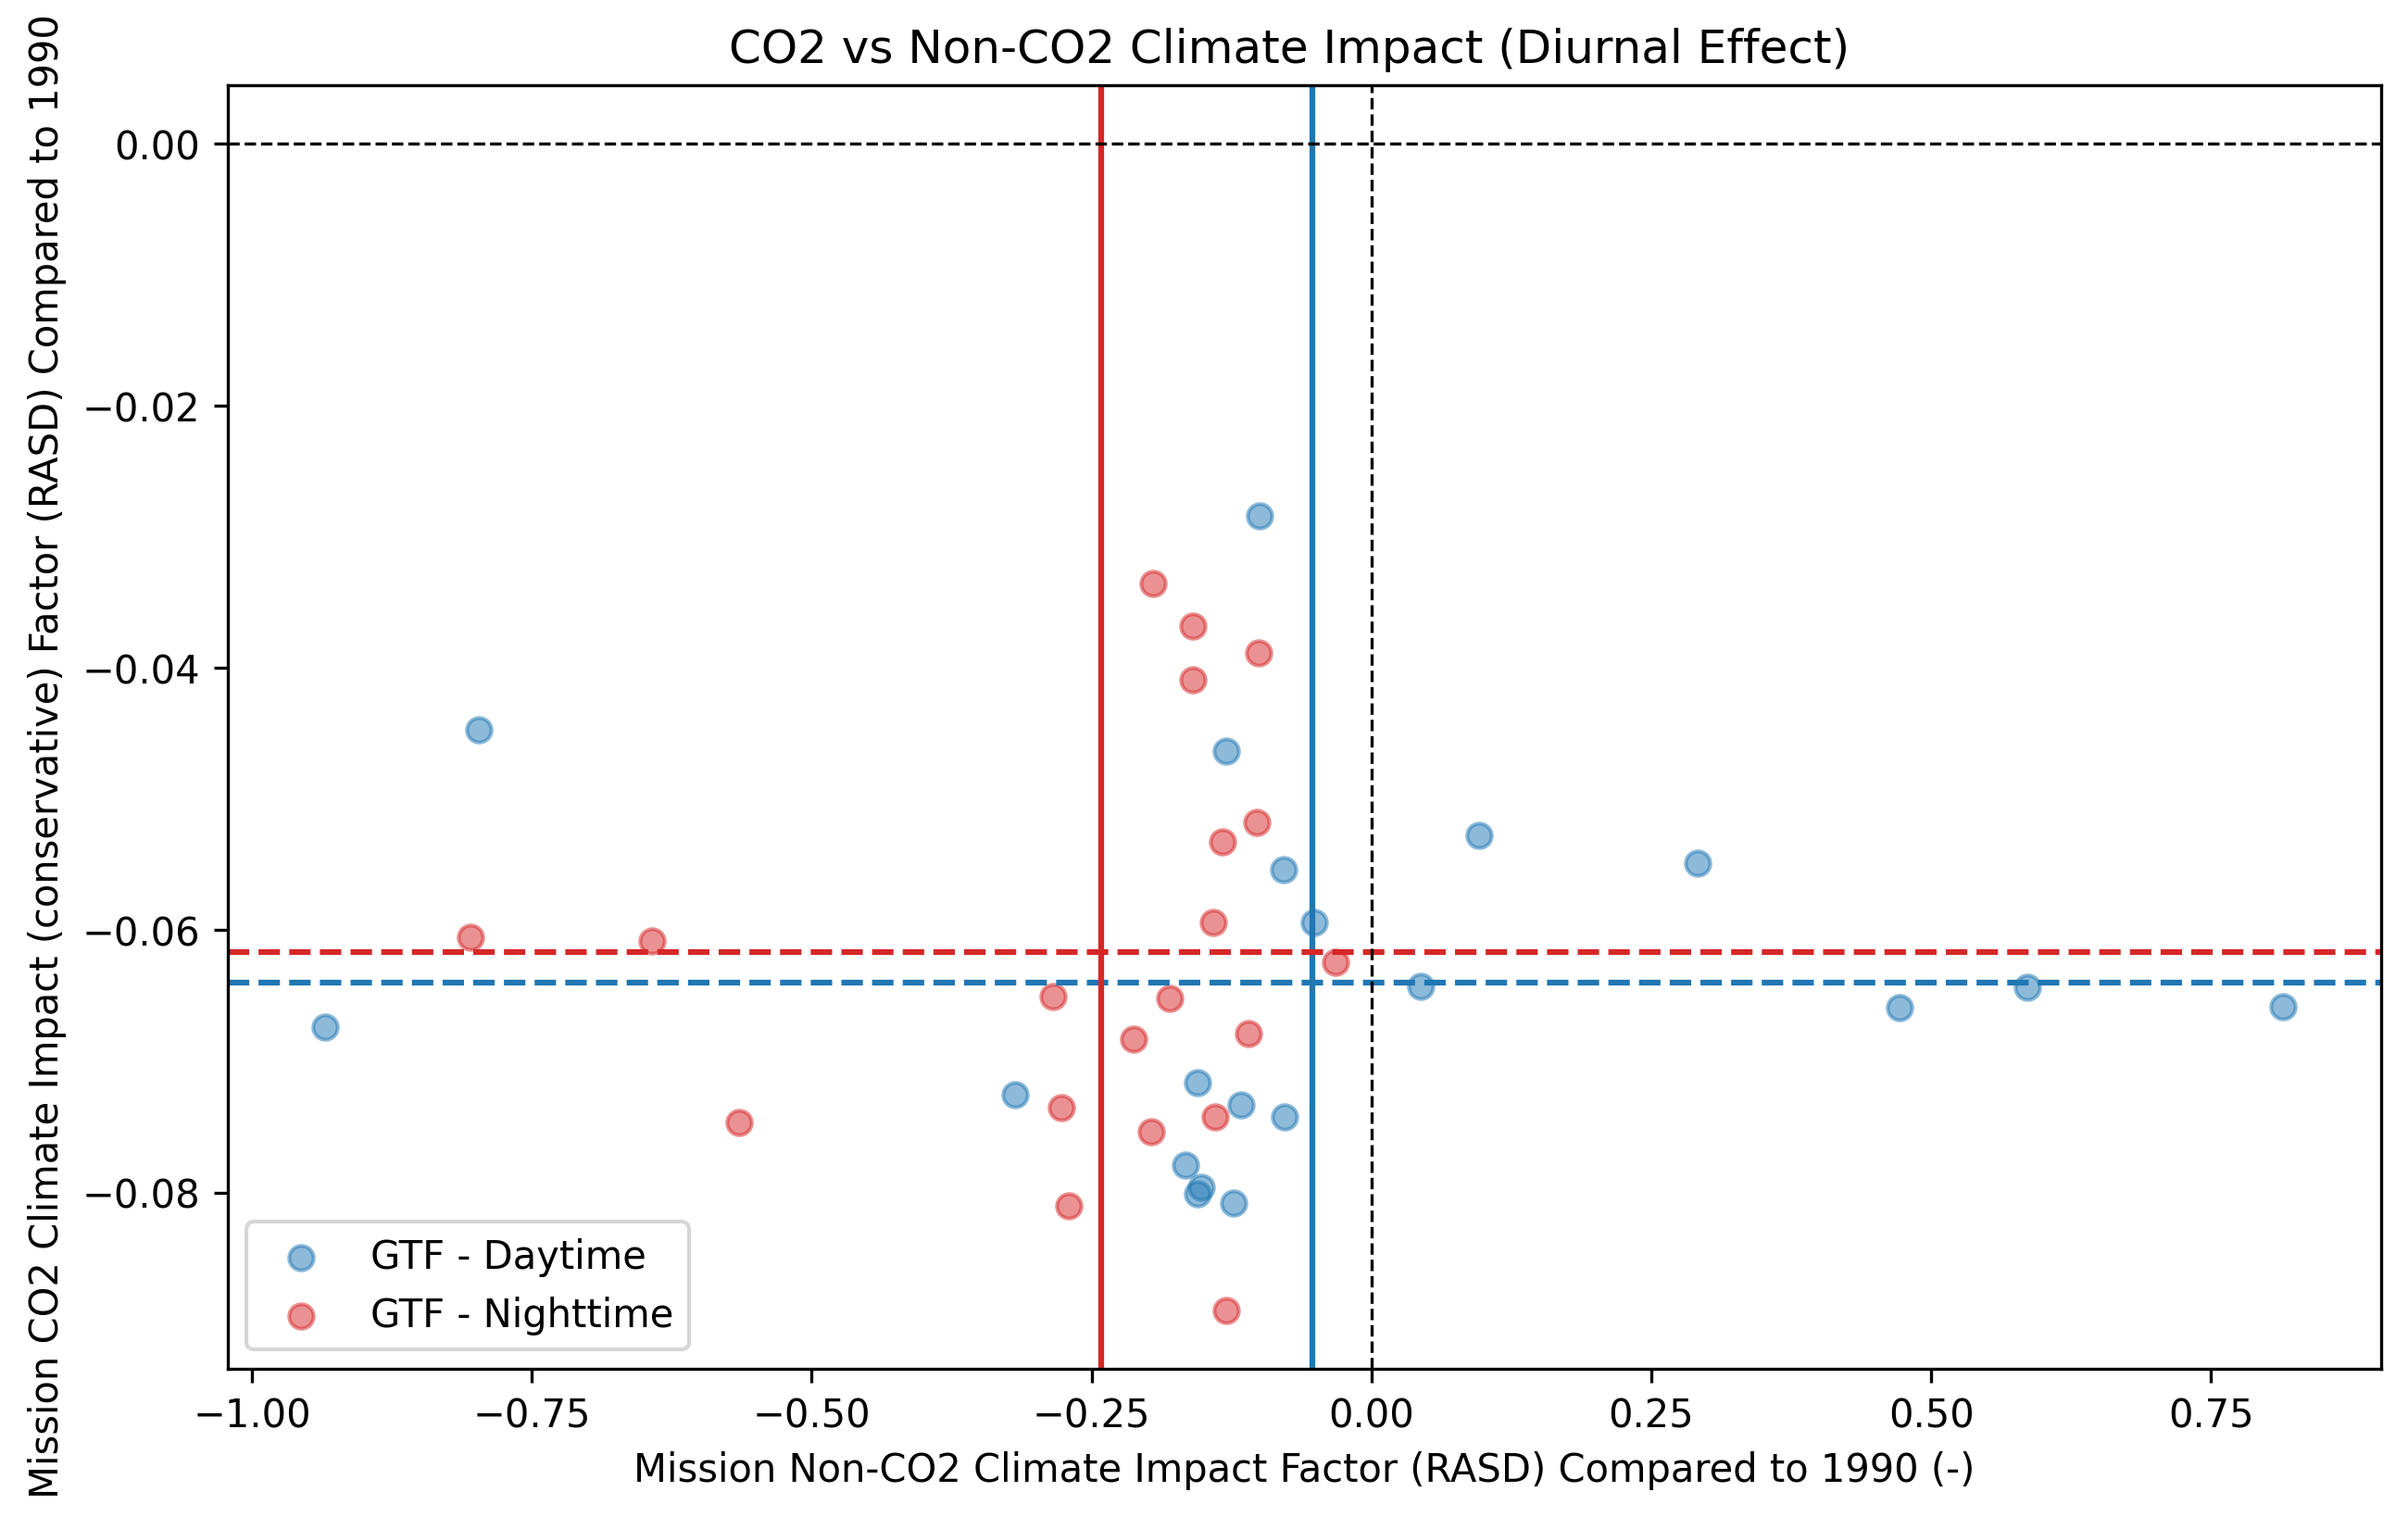 CO2 vs Non-CO2 Climate Impact (Diurnal Effect)
Mission CO2 Climate Impact (conservative) Factor (RASD) Compared to 1990
0.00
−0.02
−0.04
−0.06
−0.08
GTF - Daytime
GTF - Nighttime
−1.00 −0.75 −0.50 −0.25 0.00 0.25 0.50 0.75
Mission Non-CO2 Climate Impact Factor (RASD) Compared to 1990 (-)